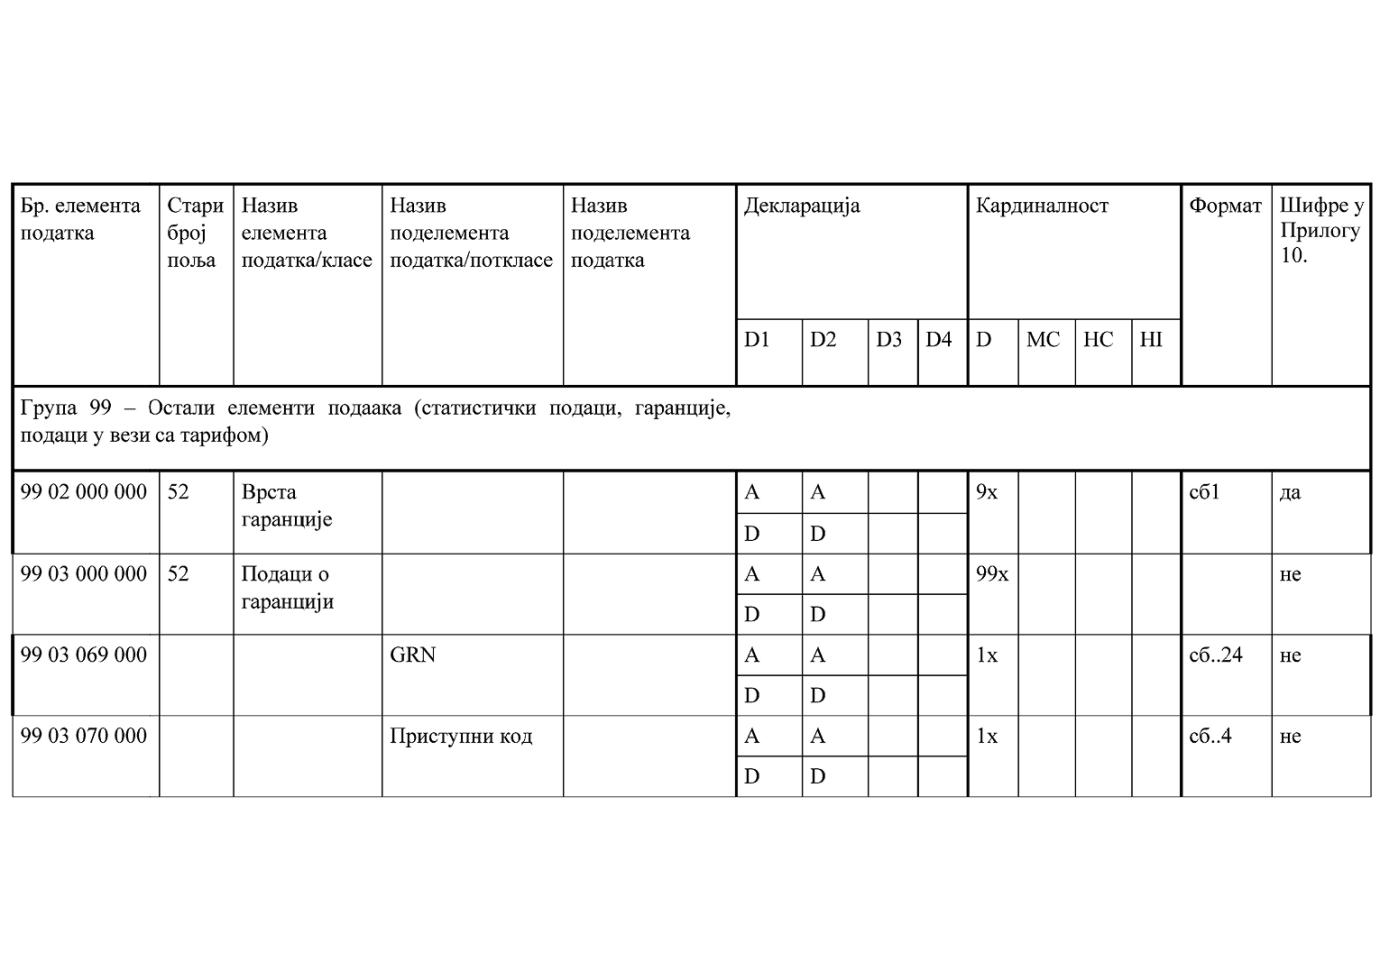 Бр. елемента податка
Стари број поља
Назив елемента податка/класе
Назив поделемента податка/поткласе
Назив поделемента податка
Декларација
Кардиналност
Формат
Шифре у Прилогу 10.
D1 D2 D3 D4 D MC HC HI
Група 99 – Остали елементи подаака (статистички подаци, гаранције,
подаци у вези са тарифом)
99 02 000 000 52 Врста гаранције A A 9x сб1 да
D D
99 03 000 000 52 Подаци о гаранцији A A 99x не
D D
99 03 069 000 GRN A A 1x сб..24 не
D D
99 03 070 000 Приступни код A A 1x сб..4 не
D D